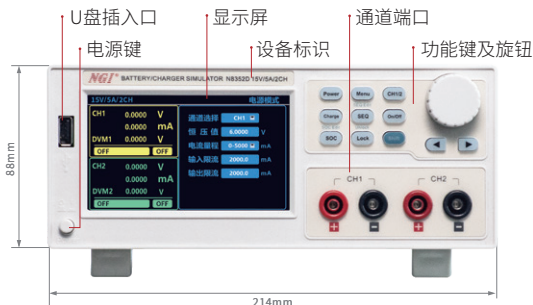 U盘插入口
显示屏
通道端口
电源键
设备标识
功能键及旋钮
NGI BATTERY/CHARGER SIMULATOR N8352D 15V/5A/2CH
15V/5A/2CH 电源模式
CH1 0.0000 V
0.0000 mA
DVM1 0.0000 V
OFF OFF
CH2 0.0000 V
0.0000 mA
DVM2 0.0000 V
OFF OFF
通道选择 CH1
恒压值 6.0000 V
电流量程 0-5000 mA
输入限流 2000.0 mA
输出限流 2000.0 mA
Power Menu CH1/2
Charge SEQ On/Off
SOC Lock
CH1 CH2
88mm
214mm